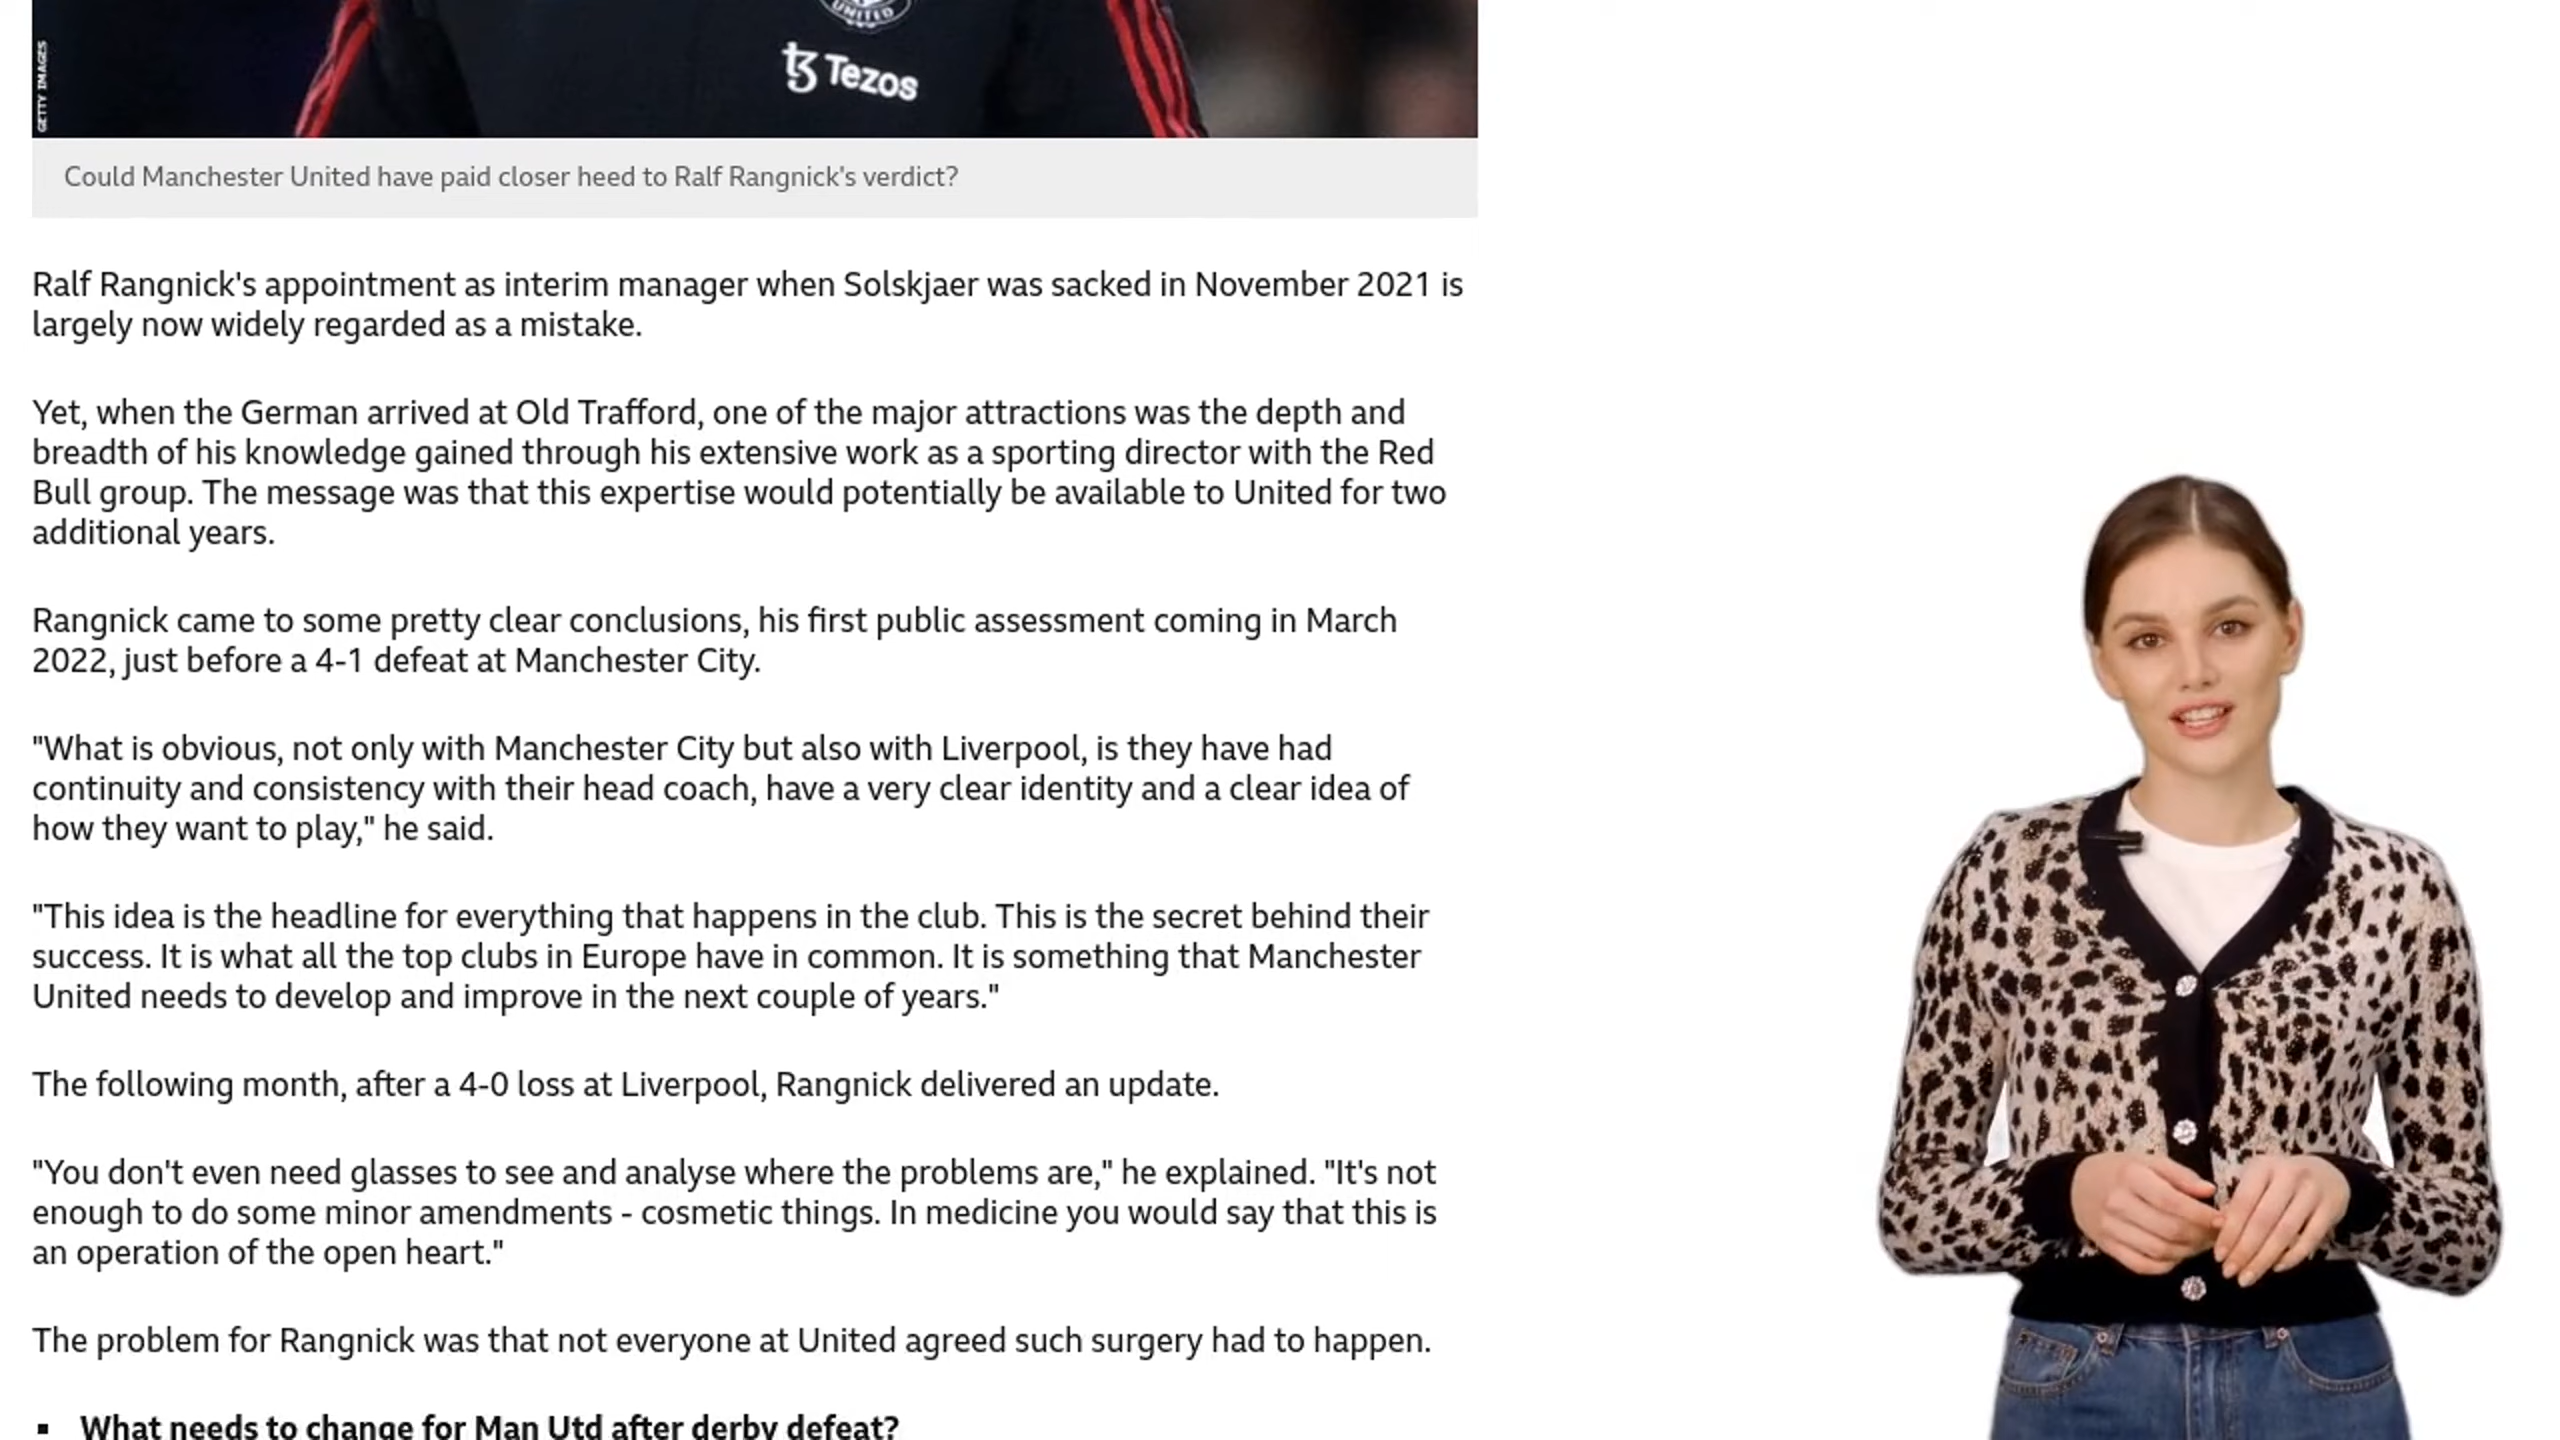 UNITED
Tezos
GETTY IMAGES
Could Manchester United have paid closer heed to Ralf Rangnick's verdict?
Ralf Rangnick's appointment as interim manager when Solskjaer was sacked in November 2021 is
largely now widely regarded as a mistake.
Yet, when the German arrived at Old Trafford, one of the major attractions was the depth and
breadth of his knowledge gained through his extensive work as a sporting director with the Red
Bull group. The message was that this expertise would potentially be available to United for two
additional years.
Rangnick came to some pretty clear conclusions, his first public assessment coming in March
2022, just before a 4-1 defeat at Manchester City.
"What is obvious, not only with Manchester City but also with Liverpool, is they have had
continuity and consistency with their head coach, have a very clear identity and a clear idea of
how they want to play," he said.
"This idea is the headline for everything that happens in the club. This is the secret behind their
success. It is what all the top clubs in Europe have in common. It is something that Manchester
United needs to develop and improve in the next couple of years."
The following month, after a 4-0 loss at Liverpool, Rangnick delivered an update.
"You don't even need glasses to see and analyse where the problems are," he explained. "It's not
enough to do some minor amendments - cosmetic things. In medicine you would say that this is
an operation of the open heart."
The problem for Rangnick was that not everyone at United agreed such surgery had to happen.
▪ What needs to change for Man Utd after derby defeat?